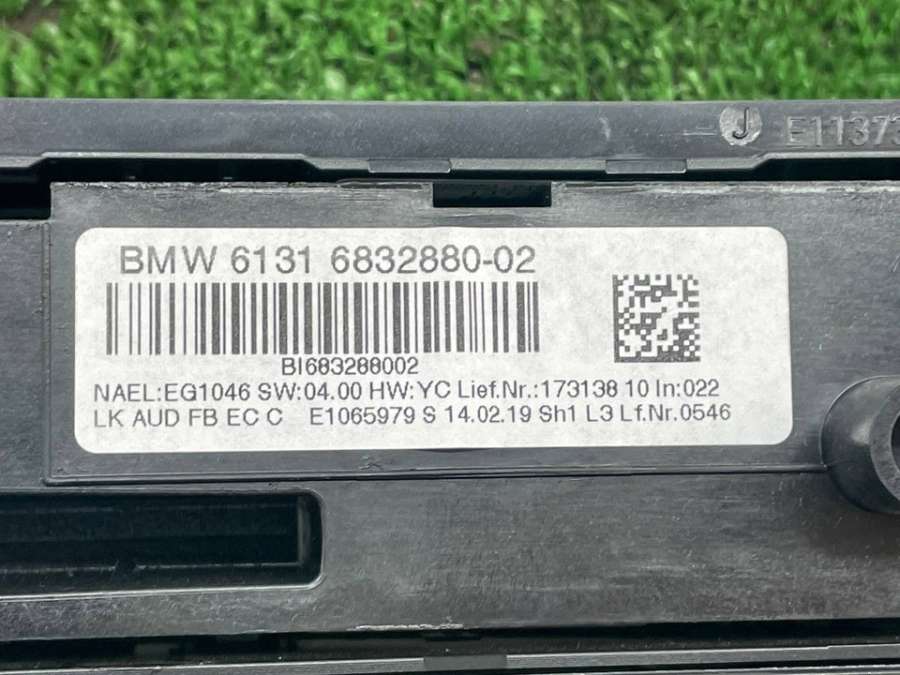 J E11373
BMW 6131 6832880-02
BI683288002
NAEL:EG1046 SW:04.00 HW:YC Lief.Nr.:173138 10 In:022
LK AUD FB EC C E1065979 S 14.02.19 Sh1 L3 Lf.Nr.0546